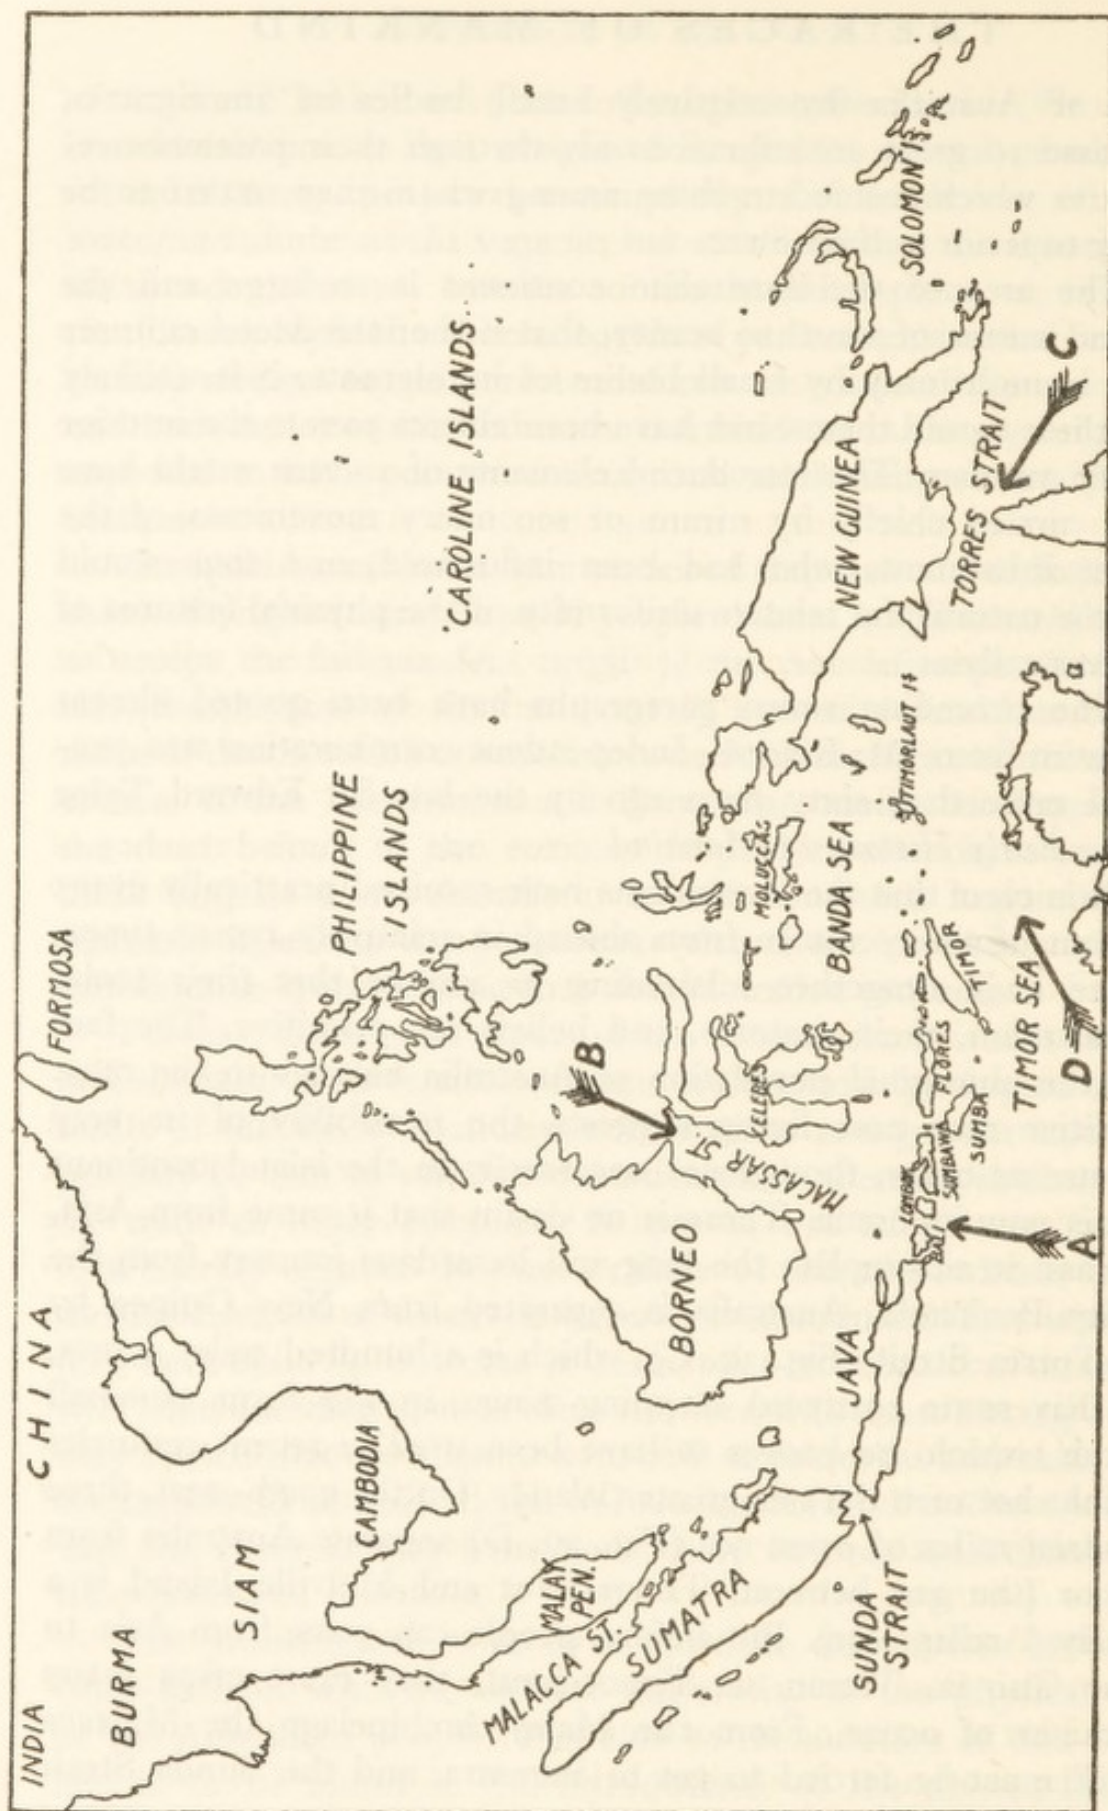 INDIA
CHINA
FORMOSA
BURMA
SIAM
CAMBODIA
PHILIPPINE
ISLANDS
CAROLINE ISLANDS
MALAY
PEN.
MALACCA ST.
SUMATRA
BORNEO
B
MACASSAR ST.
CELEBES
MOLUCCAS
NEW GUINEA
SOLOMON Is.
SUNDA
STRAIT
JAVA
BANDA SEA
BALI
LOMBOK
SUMBAWA
FLORES
SUMBA
TIMOR
TIMORLAUT Is
TORRES STRAIT
TIMOR SEA
A
D
C